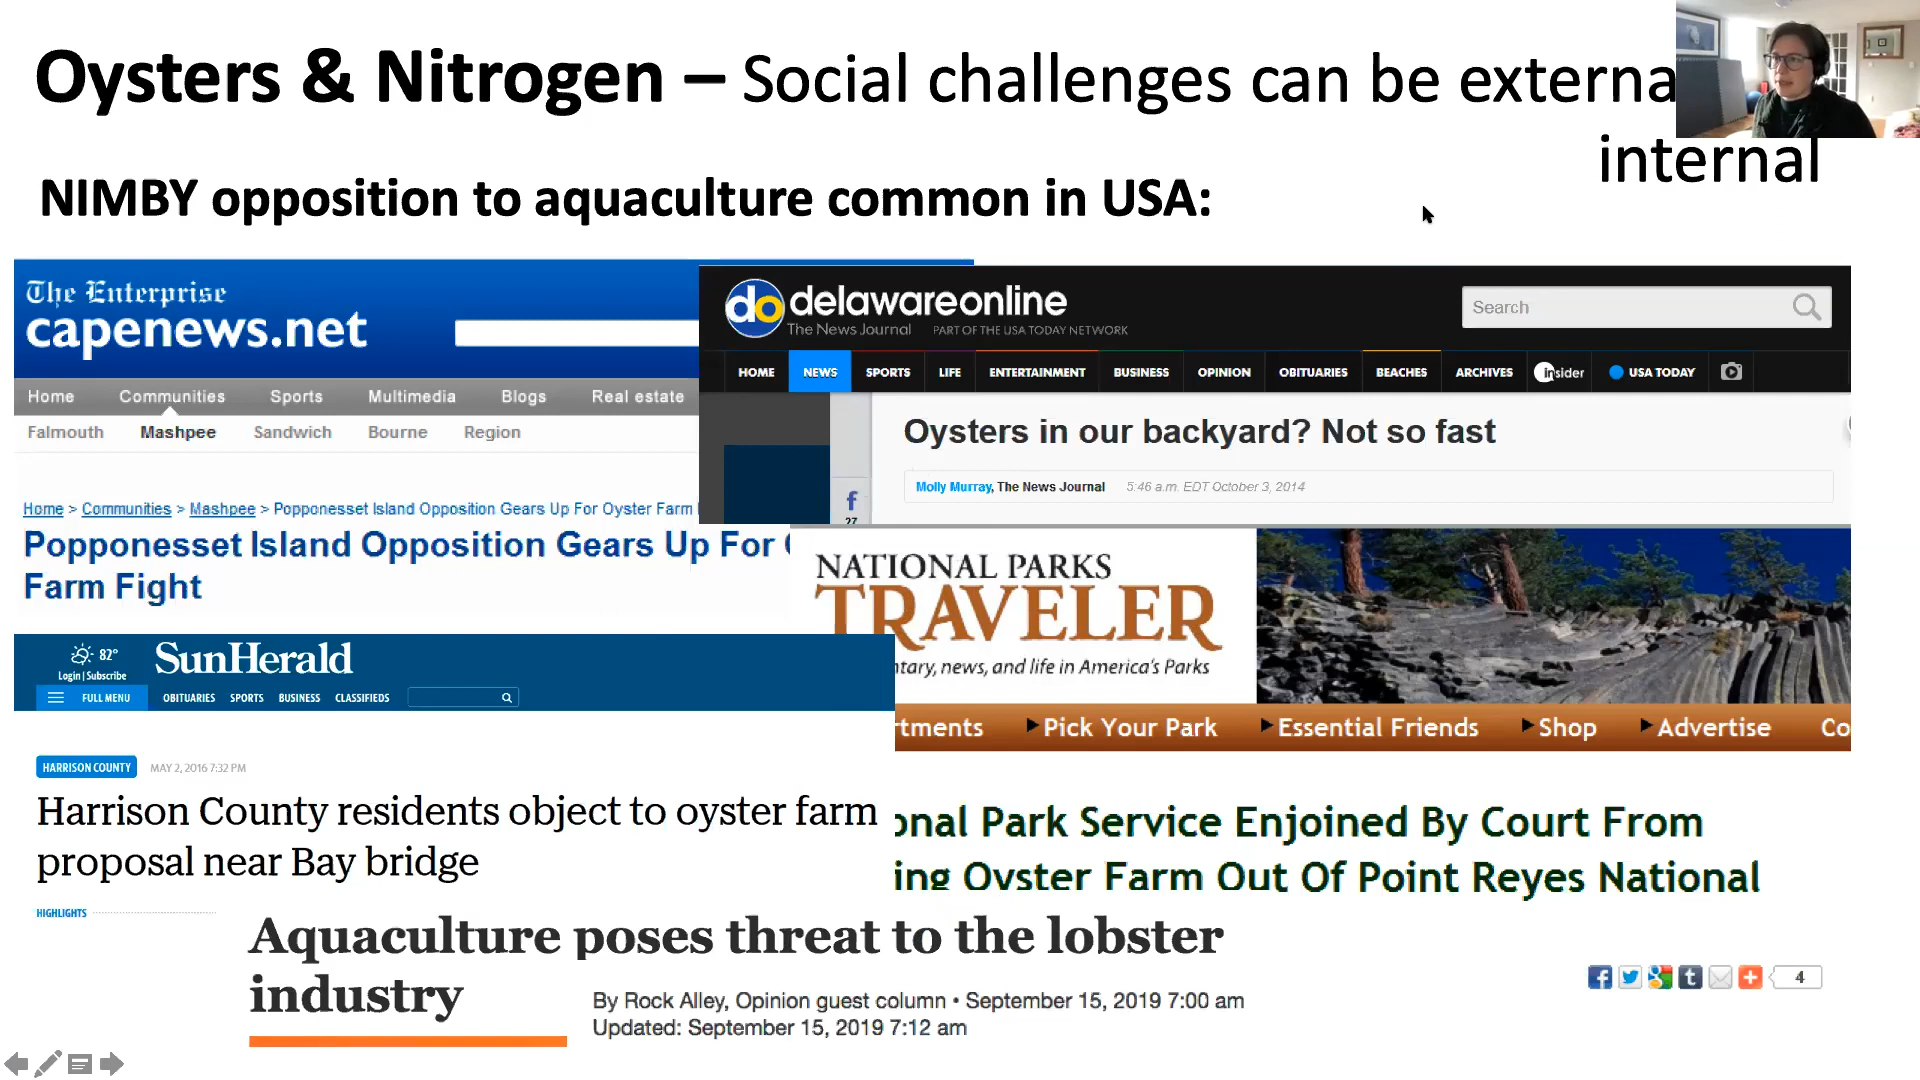 Oysters & Nitrogen – Social challenges can be externa
internal
NIMBY opposition to aquaculture common in USA:
The Enterprise
capenews.net
Home Communities Sports Multimedia Blogs Real estate
Falmouth Mashpee Sandwich Bourne Region
Home > Communities > Mashpee > Popponesset Island Opposition Gears Up For Oyster Farm
Popponesset Island Opposition Gears Up For
Farm Fight
do delawareonline
The News Journal PART OF THE USA TODAY NETWORK
Search
HOME NEWS SPORTS LIFE ENTERTAINMENT BUSINESS OPINION OBITUARIES BEACHES ARCHIVES insider USA TODAY
Oysters in our backyard? Not so fast
Molly Murray, The News Journal 5:46 a.m. EDT October 3, 2014
f
27
NATIONAL PARKS
TRAVELER
ntary, news, and life in America's Parks
rtments Pick Your Park Essential Friends Shop Advertise Co
onal Park Service Enjoined By Court From
ing Oyster Farm Out Of Point Reyes National
4
82°
Login | Subscribe
SunHerald
FULL MENU OBITUARIES SPORTS BUSINESS CLASSIFIEDS
HARRISON COUNTY MAY 2, 2016 7:32 PM
Harrison County residents object to oyster farm
proposal near Bay bridge
HIGHLIGHTS
Aquaculture poses threat to the lobster
industry
By Rock Alley, Opinion guest column • September 15, 2019 7:00 am
Updated: September 15, 2019 7:12 am